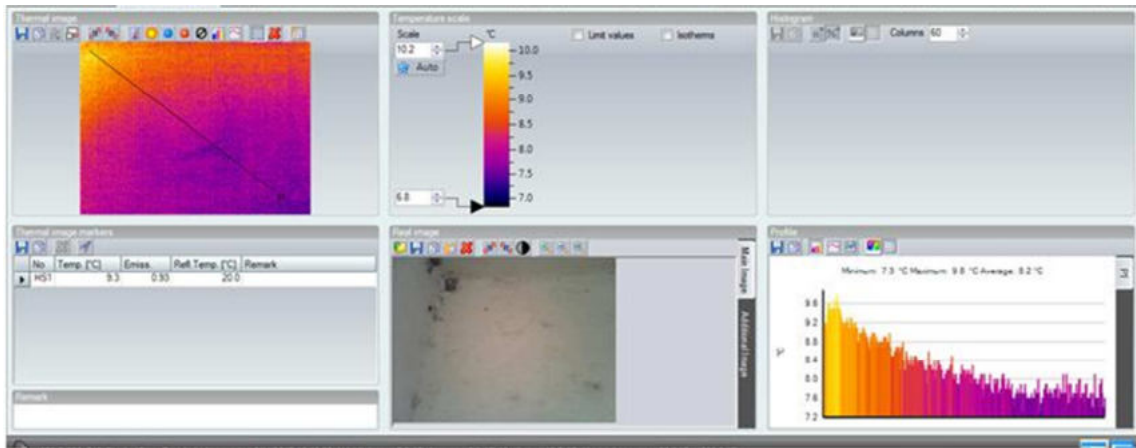 Thermal image
Temperature scale
Scale
°C
Limit values
Isotherms
10.2
Auto
10.0
9.5
9.0
8.5
8.0
7.5
7.0
6.8
Histogram
Columns 60
Thermal image markers
No. Temp. [°C] Emiss. Refl. Temp. [°C] Remark
HS1 9.3 0.93 20.0
Remark
Real image
Main Image
Additional Image
Profile
Minimum: 7.3 °C Maximum: 9.8 °C Average: 8.2 °C
P1
°C
9.6
9.2
8.8
8.4
8.0
7.6
7.2